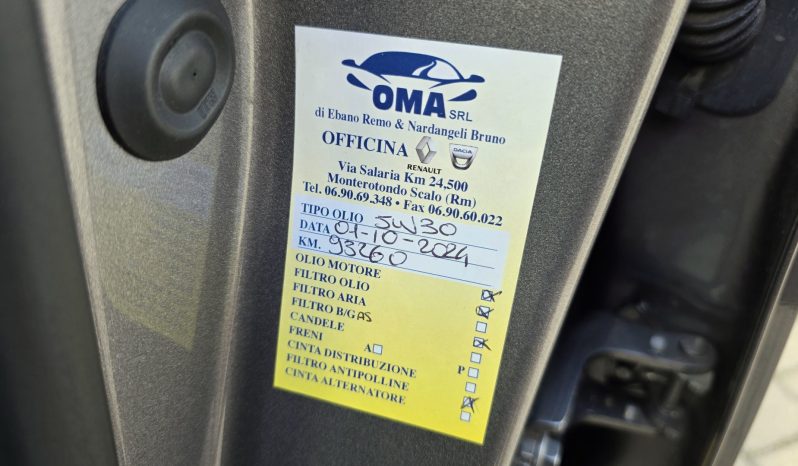 OMA SRL
di Ebano Remo & Nardangeli Bruno
OFFICINA RENAULT DACIA
Via Salaria Km 24,500
Monterotondo Scalo (Rm)
Tel. 06.90.69.348 • Fax 06.90.60.022
TIPO OLIO 5W30
DATA 01-10-2024
KM. 93260
OLIO MOTORE
FILTRO OLIO
FILTRO ARIA
FILTRO B/GAS
CANDELE
FRENI A P
CINTA DISTRIBUZIONE
FILTRO ANTIPOLLINE
CINTA ALTERNATORE